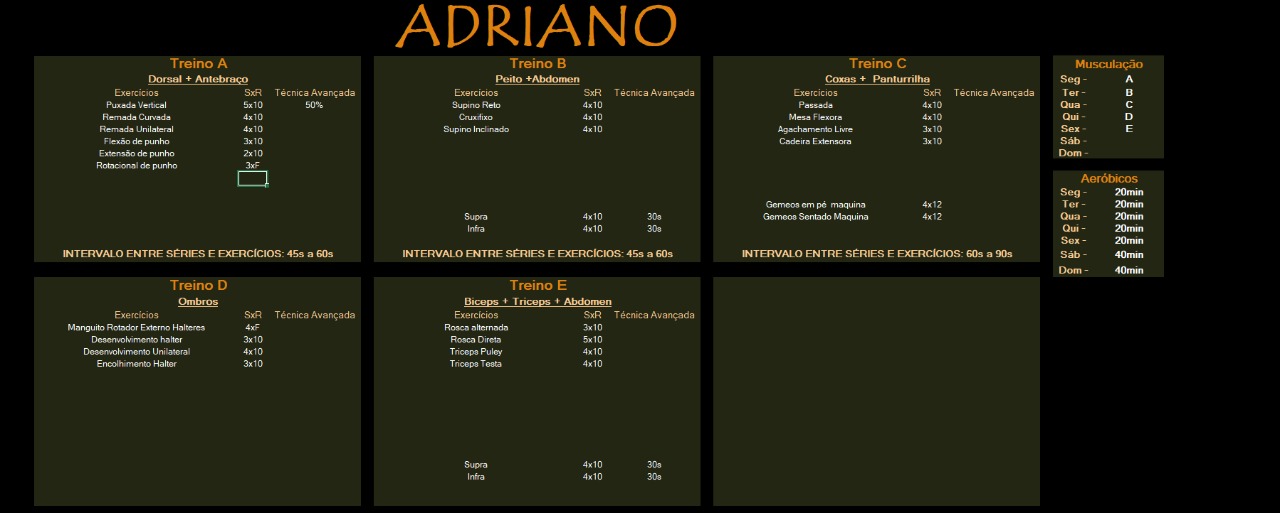 ADRIANO
Treino A
Dorsal + Antebraço
Exercícios SxR Técnica Avançada
Puxada Vertical 5x10 50%
Remada Curvada 4x10
Remada Unilateral 4x10
Flexão de punho 3x10
Extensão de punho 2x10
Rotacional de punho 3xF
INTERVALO ENTRE SÉRIES E EXERCÍCIOS: 45s a 60s
Treino B
Peito +Abdomen
Exercícios SxR Técnica Avançada
Supino Reto 4x10
Crucifixo 4x10
Supino Inclinado 4x10
Supra 4x10 30s
Infra 4x10 30s
INTERVALO ENTRE SÉRIES E EXERCÍCIOS: 45s a 60s
Treino C
Coxas + Panturrilha
Exercícios SxR Técnica Avançada
Passada 4x10
Mesa Flexora 4x10
Agachamento Livre 3x10
Cadeira Extensora 3x10
Gemeos em pé maquina 4x12
Gemeos Sentado Maquina 4x12
INTERVALO ENTRE SÉRIES E EXERCÍCIOS: 60s a 90s
Musculação
Seg - A
Ter - B
Qua - C
Qui - D
Sex - E
Sáb -
Dom -
Aeróbicos
Seg - 20min
Ter - 20min
Qua - 20min
Qui - 20min
Sex - 20min
Sáb - 40min
Dom - 40min
Treino D
Ombros
Exercícios SxR Técnica Avançada
Manguito Rotador Externo Halteres 4xF
Desenvolvimento halter 3x10
Desenvolvimento Unilateral 4x10
Encolhimento Halter 3x10
Treino E
Biceps + Triceps + Abdomen
Exercícios SxR Técnica Avançada
Rosca alternada 3x10
Rosca Direta 5x10
Triceps Puley 4x10
Triceps Testa 4x10
Supra 4x10 30s
Infra 4x10 30s